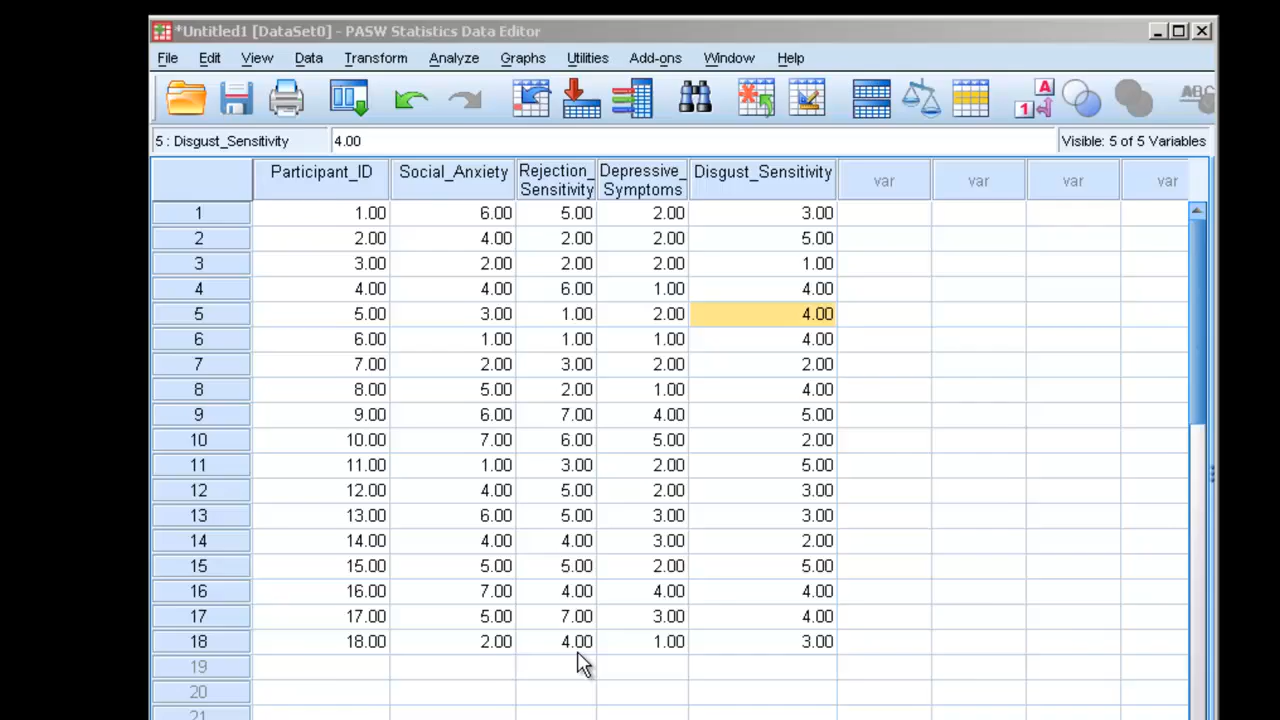 *Untitled1 [DataSet0] - PASW Statistics Data Editor
File Edit View Data Transform Analyze Graphs Utilities Add-ons Window Help
1 A ABC
5 : Disgust_Sensitivity 4.00 Visible: 5 of 5 Variables
Participant_ID Social_Anxiety Rejection_ Depressive_ Disgust_Sensitivity var var var var
Sensitivity Symptoms
1 1.00 6.00 5.00 2.00 3.00
2 2.00 4.00 2.00 2.00 5.00
3 3.00 2.00 2.00 2.00 1.00
4 4.00 4.00 6.00 1.00 4.00
5 5.00 3.00 1.00 2.00 4.00
6 6.00 1.00 1.00 1.00 4.00
7 7.00 2.00 3.00 2.00 2.00
8 8.00 5.00 2.00 1.00 4.00
9 9.00 6.00 7.00 4.00 5.00
10 10.00 7.00 6.00 5.00 2.00
11 11.00 1.00 3.00 2.00 5.00
12 12.00 4.00 5.00 2.00 3.00
13 13.00 6.00 5.00 3.00 3.00
14 14.00 4.00 4.00 3.00 2.00
15 15.00 5.00 5.00 2.00 5.00
16 16.00 7.00 4.00 4.00 4.00
17 17.00 5.00 7.00 3.00 4.00
18 18.00 2.00 4.00 1.00 3.00
19
20
21